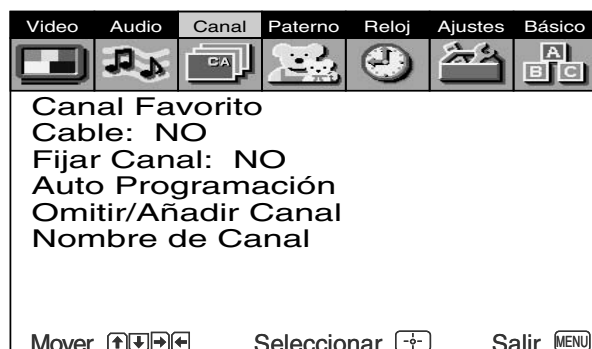 Video Audio Canal Paterno Reloj Ajustes Básico
CA A B C
Canal Favorito
Cable: NO
Fijar Canal: NO
Auto Programación
Omitir/Añadir Canal
Nombre de Canal
Mover Seleccionar Salir MENU